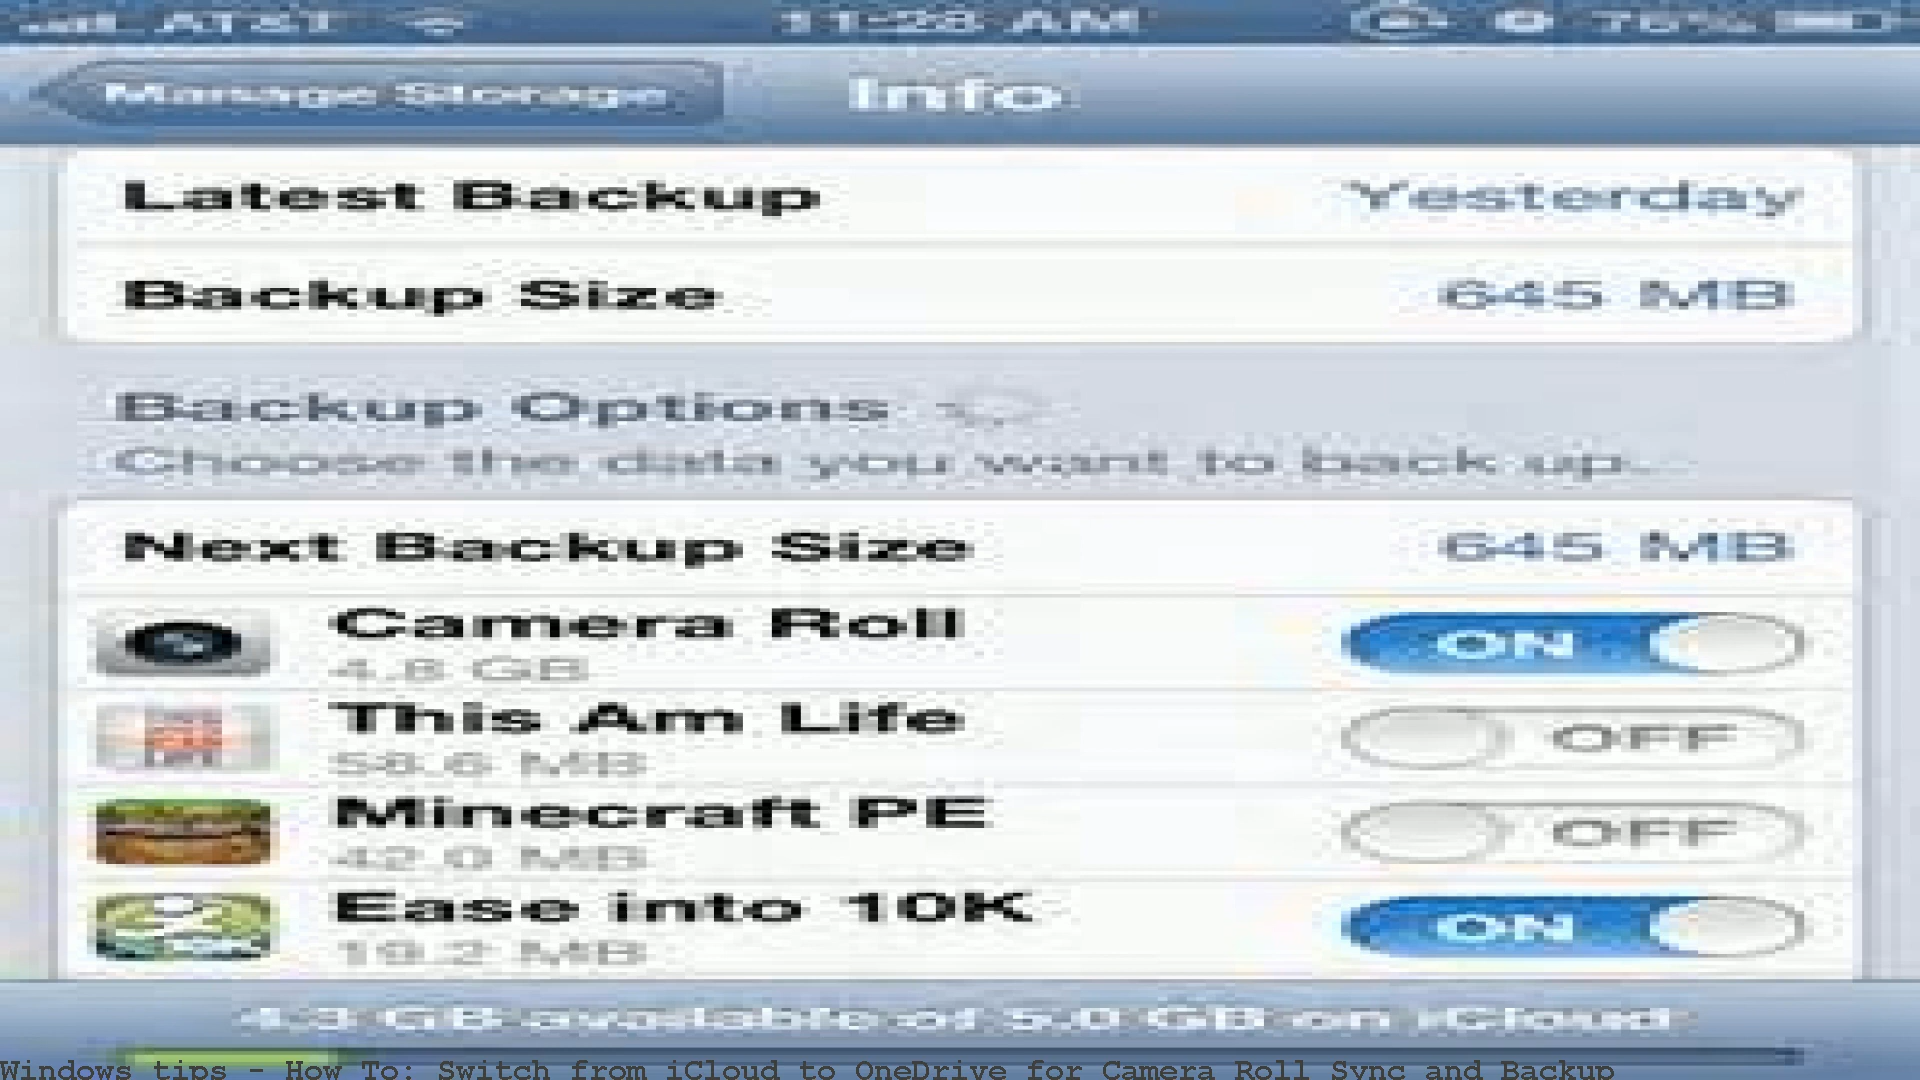 AT&T 11:28 AM 76%
Manage Storage Info
Latest Backup Yesterday
Backup Size 645 MB
Backup Options
Choose the data you want to back up.
Next Backup Size 645 MB
Camera Roll
4.8 GB
ON
This Am Life
58.6 MB
OFF
Minecraft PE
42.0 MB
OFF
Ease into 10K
19.2 MB
ON
4.3 GB available of 5.0 GB on iCloud
Windows tips - How To: Switch from iCloud to OneDrive for Camera Roll Sync and Backup